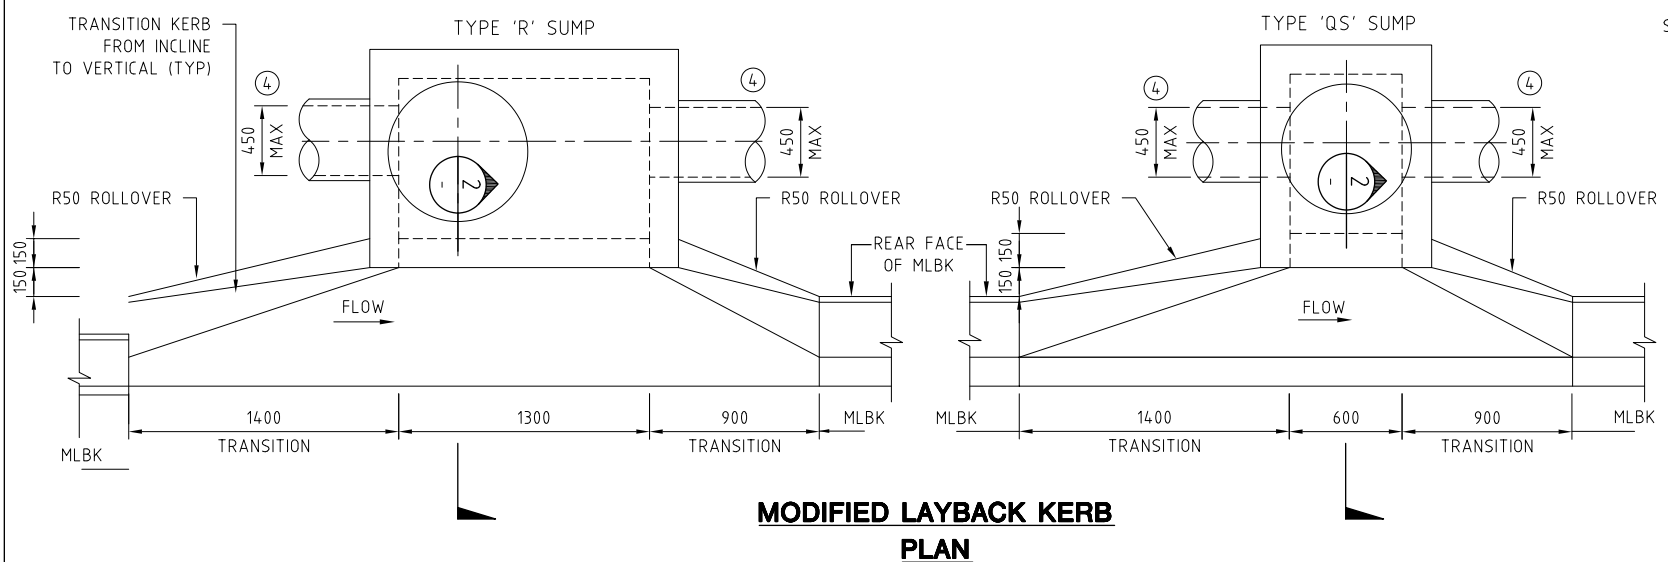 TRANSITION KERB
FROM INCLINE
TO VERTICAL (TYP)
TYPE 'R' SUMP
4
450
MAX
4
450
MAX
2
-
R50 ROLLOVER
R50 ROLLOVER
150
150
FLOW
REAR FACE
OF MLBK
1400
TRANSITION
1300
900
TRANSITION
MLBK
MLBK
TYPE 'QS' SUMP
S
4
450
MAX
4
450
MAX
2
-
R50 ROLLOVER
R50 ROLLOVER
150
150
FLOW
MLBK
1400
TRANSITION
600
900
TRANSITION
MLBK
MODIFIED LAYBACK KERB
PLAN